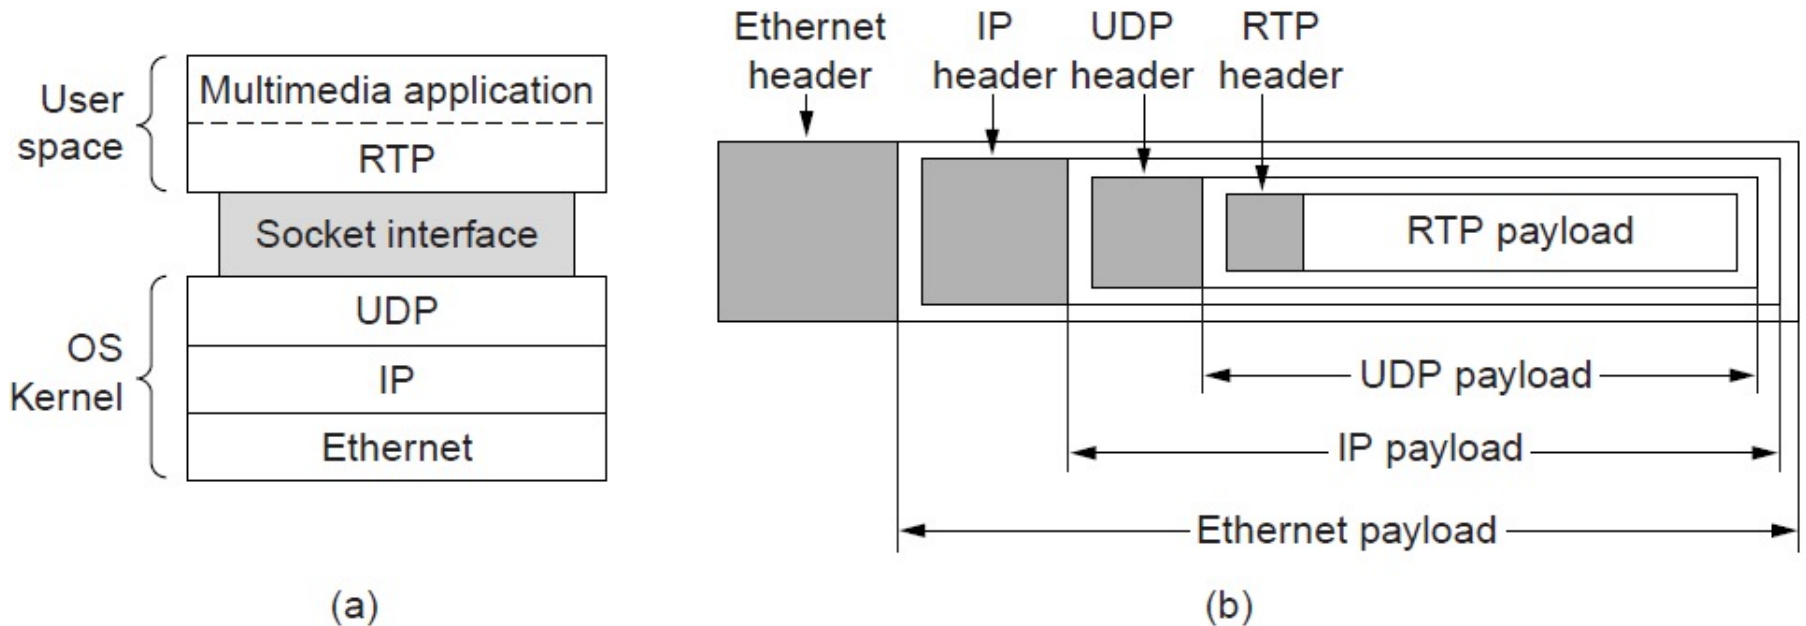 User
space
Multimedia application
RTP
Socket interface
OS
Kernel
UDP
IP
Ethernet
(a)
Ethernet
header
IP
header
UDP
header
RTP
header
RTP payload
UDP payload
IP payload
Ethernet payload
(b)